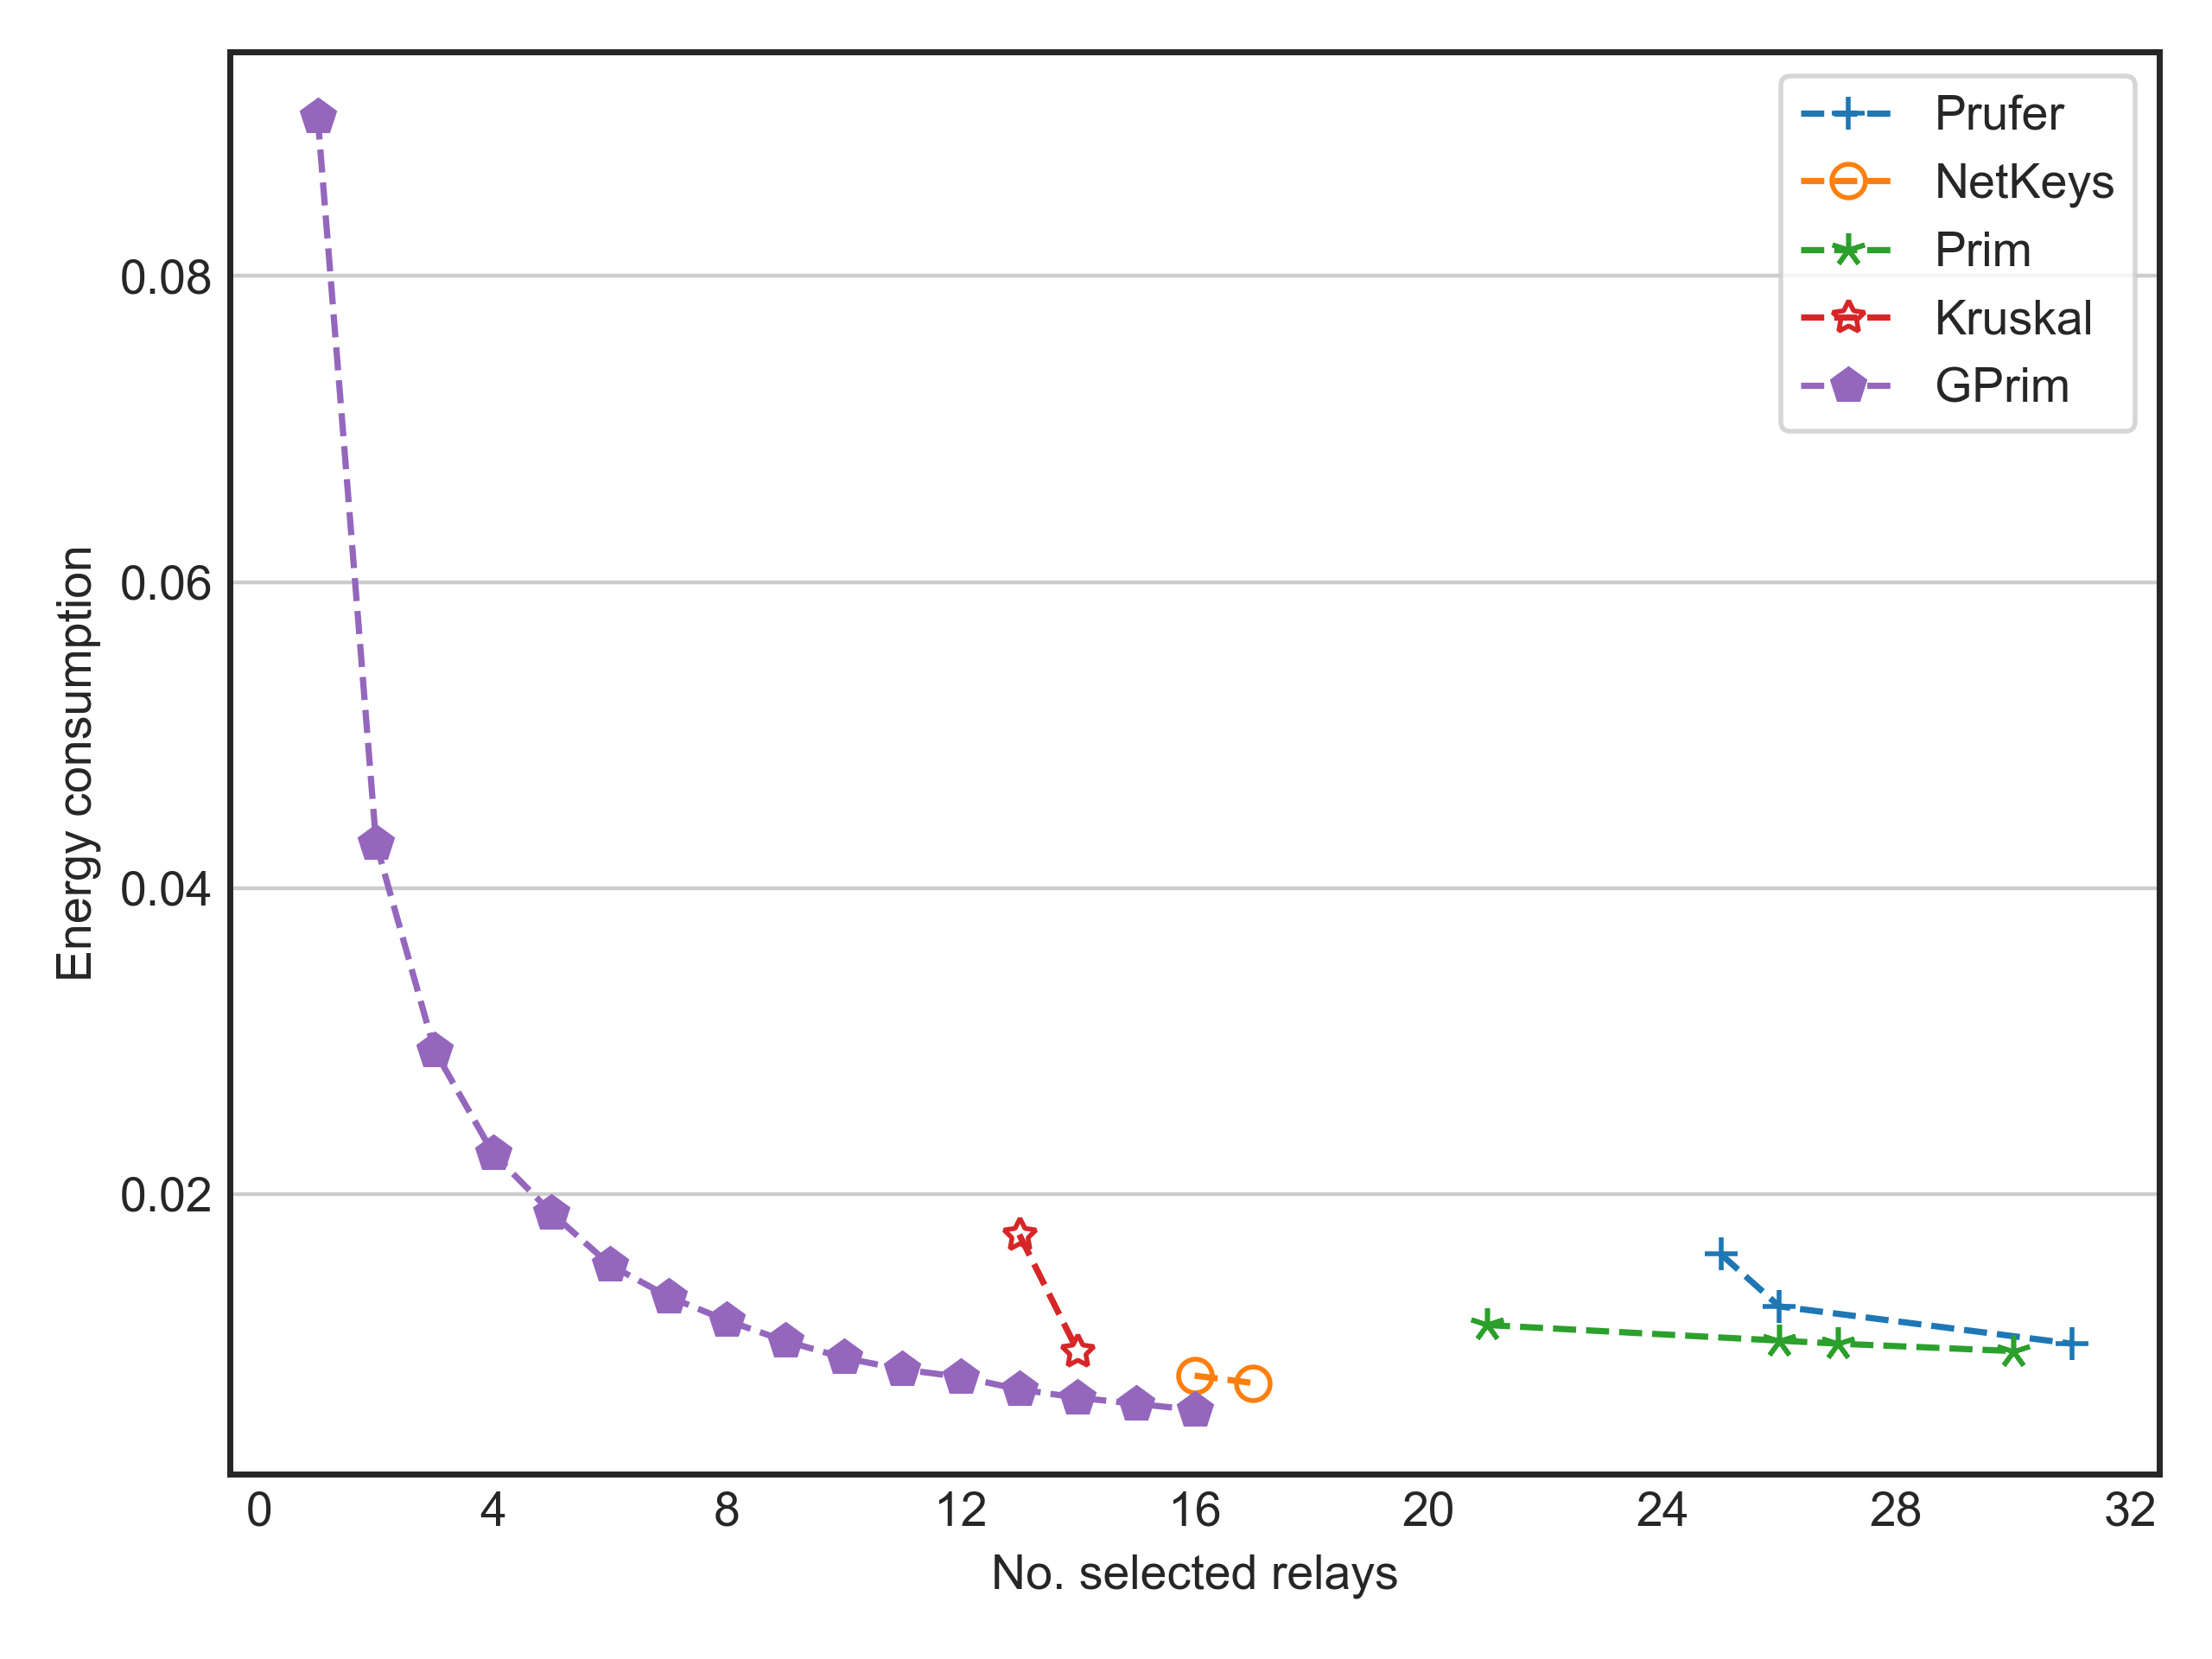 Prufer
NetKeys
Prim
Kruskal
GPrim
0.08
0.06
0.04
0.02
Energy consumption
0 4 8 12 16 20 24 28 32
No. selected relays